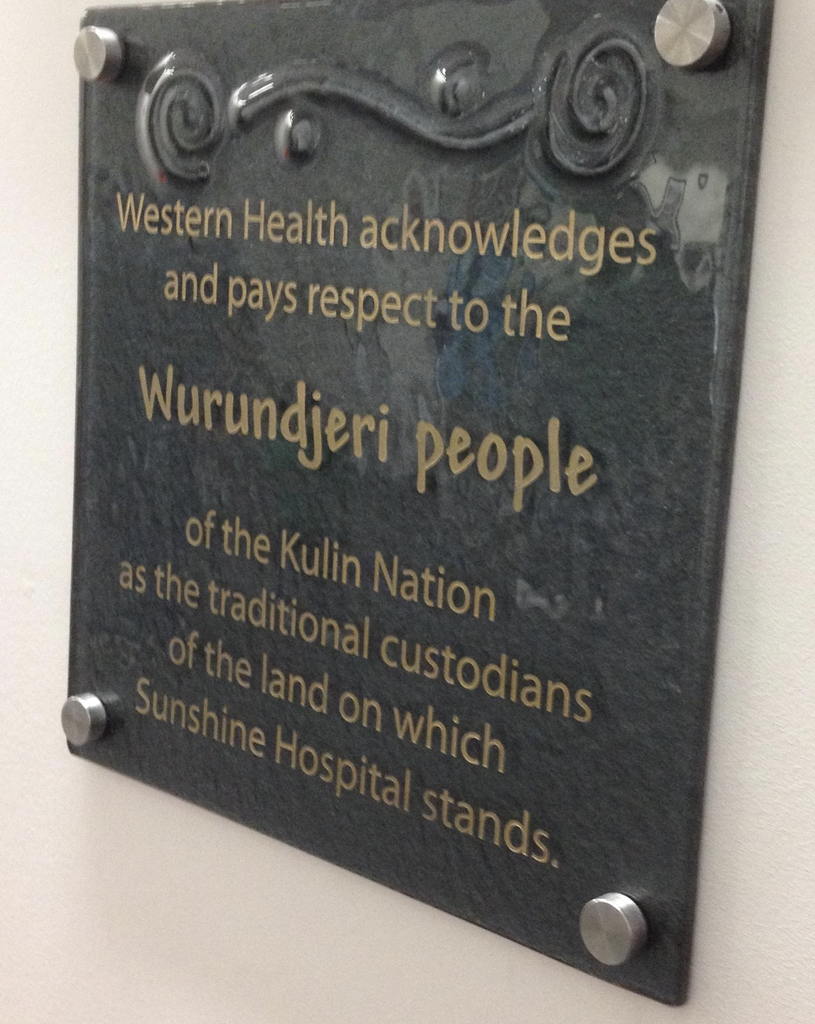 Western Health acknowledges
and pays respect to the
Wurundjeri people
of the Kulin Nation
as the traditional custodians
of the land on which
Sunshine Hospital stands.